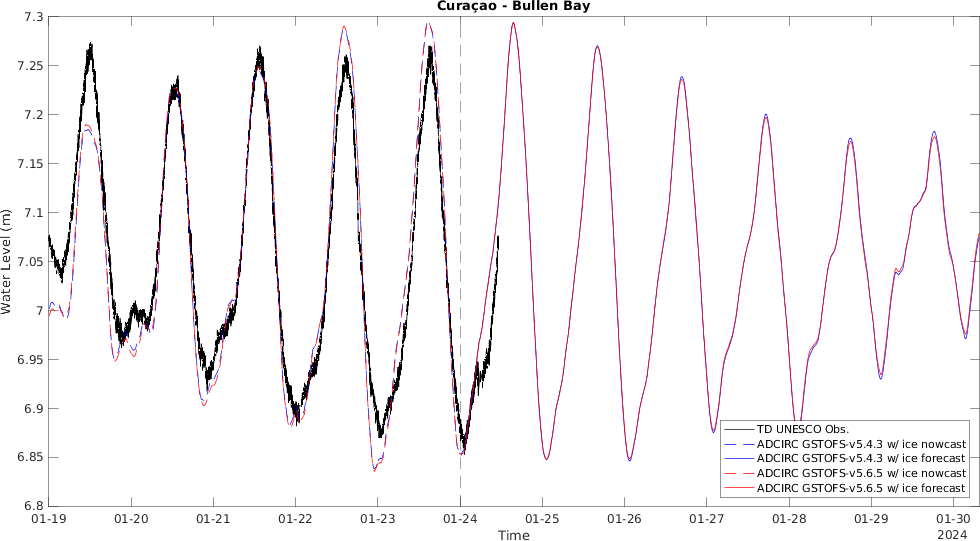 Curaçao - Bullen Bay
7.3
7.25
7.2
7.15
7.1
7.05
7
6.95
6.9
6.85
6.8
Water Level (m)
TD UNESCO Obs.
ADCIRC GSTOFS-v5.4.3 w/ ice nowcast
ADCIRC GSTOFS-v5.4.3 w/ ice forecast
ADCIRC GSTOFS-v5.6.5 w/ ice nowcast
ADCIRC GSTOFS-v5.6.5 w/ ice forecast
01-19 01-20 01-21 01-22 01-23 01-24 01-25 01-26 01-27 01-28 01-29 01-30
Time
2024